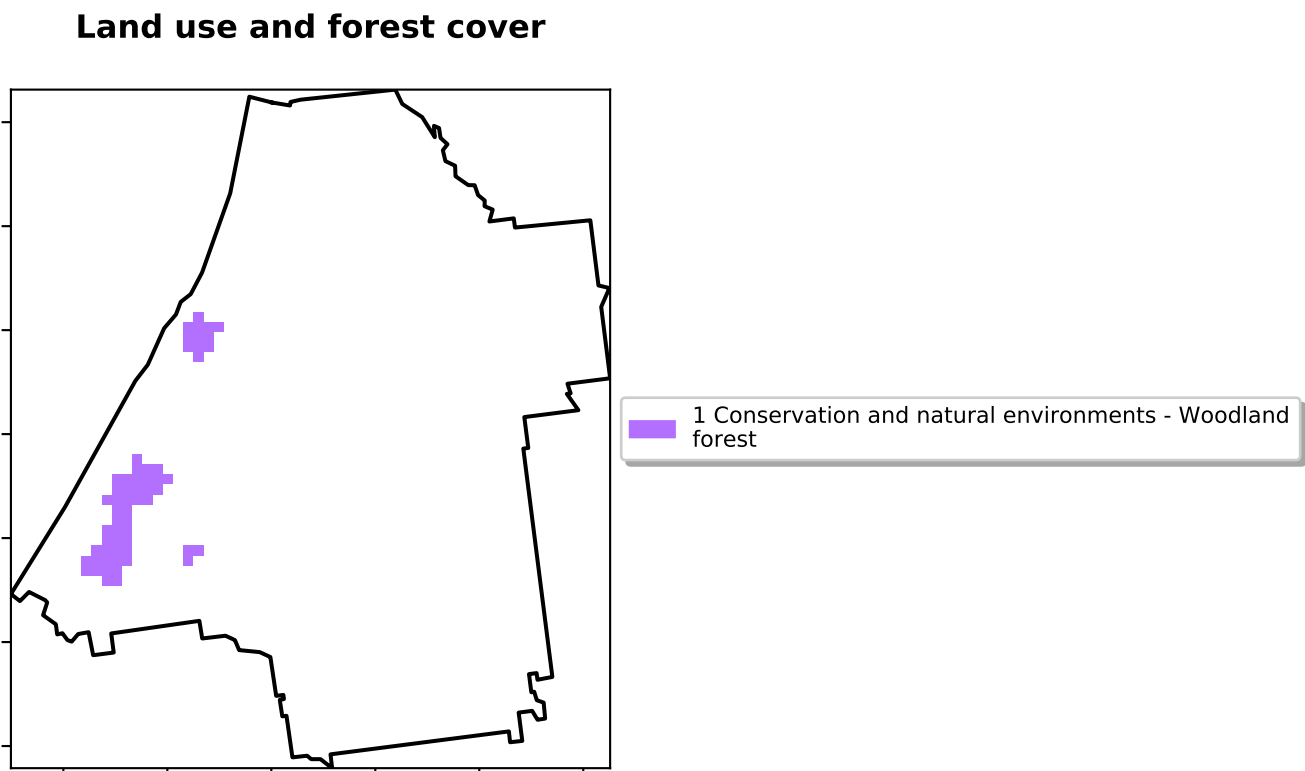 Land use and forest cover
1 Conservation and natural environments - Woodland
forest